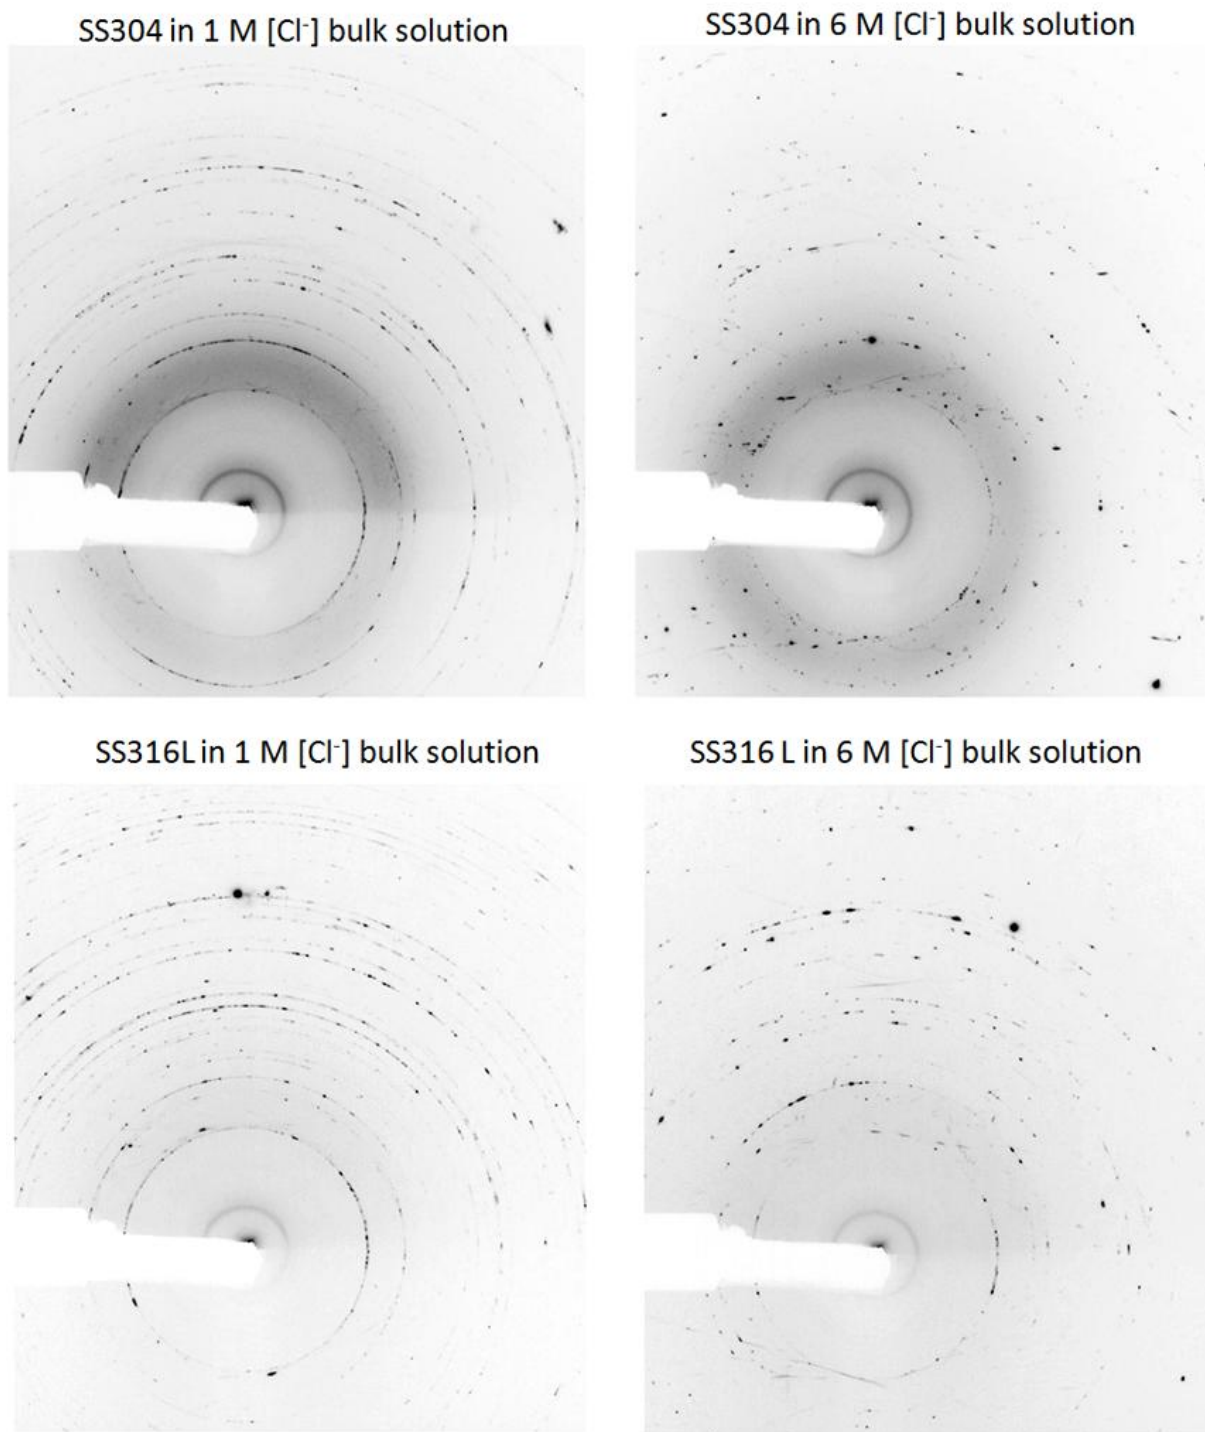 SS304 in 1 M [Cl⁻] bulk solution
SS304 in 6 M [Cl⁻] bulk solution
SS316L in 1 M [Cl⁻] bulk solution
SS316 L in 6 M [Cl⁻] bulk solution